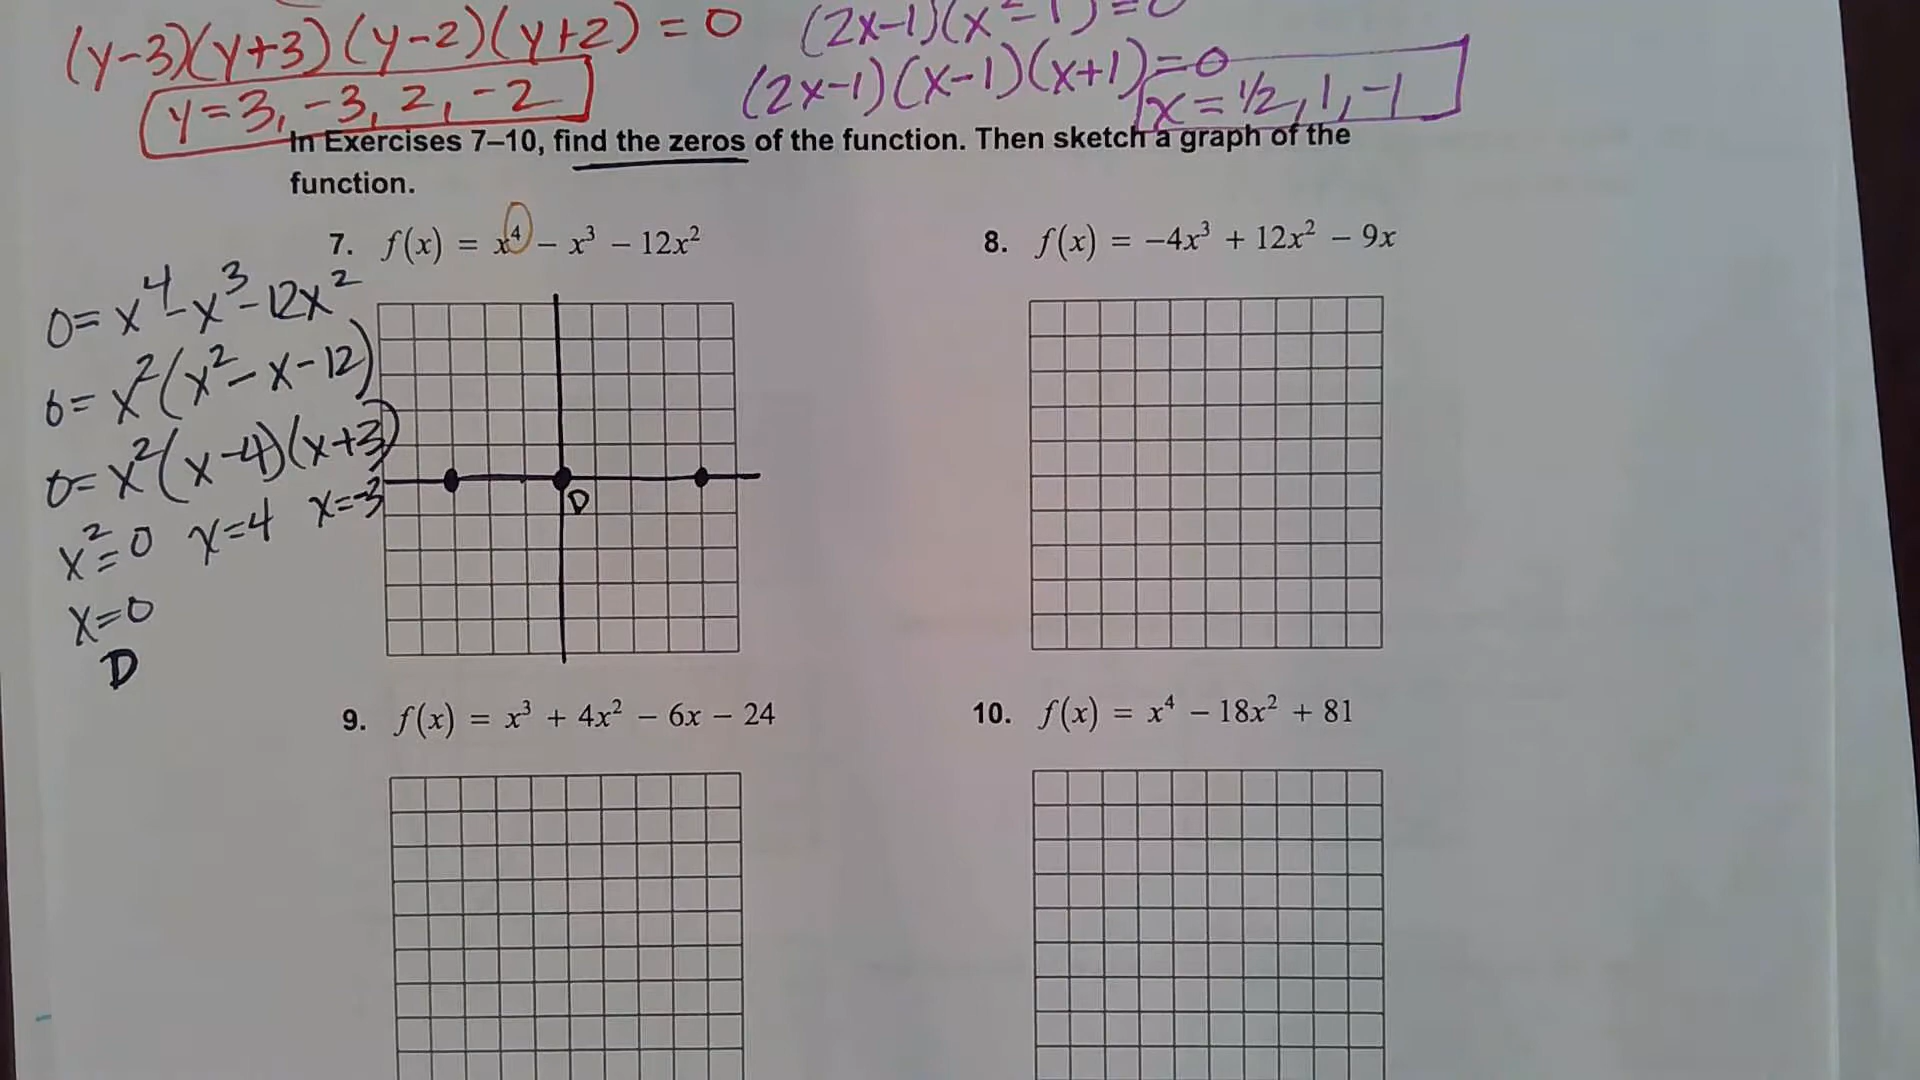 (y-3)(y+3)(y-2)(y+2) = 0
y = 3, -3, 2, -2
(2x-1)(x²-1) = 0
(2x-1)(x-1)(x+1) = 0
x = 1/2, 1, -1
In Exercises 7–10, find the zeros of the function. Then sketch a graph of the
function.
7. f(x) = x⁴ – x³ – 12x²
0 = x⁴ - x³ - 12x²
0 = x²(x² - x - 12)
0 = x²(x-4)(x+3)
x² = 0 x = 4 x = -3
x = 0
D
D
8. f(x) = –4x³ + 12x² – 9x
9. f(x) = x³ + 4x² – 6x – 24
10. f(x) = x⁴ – 18x² + 81